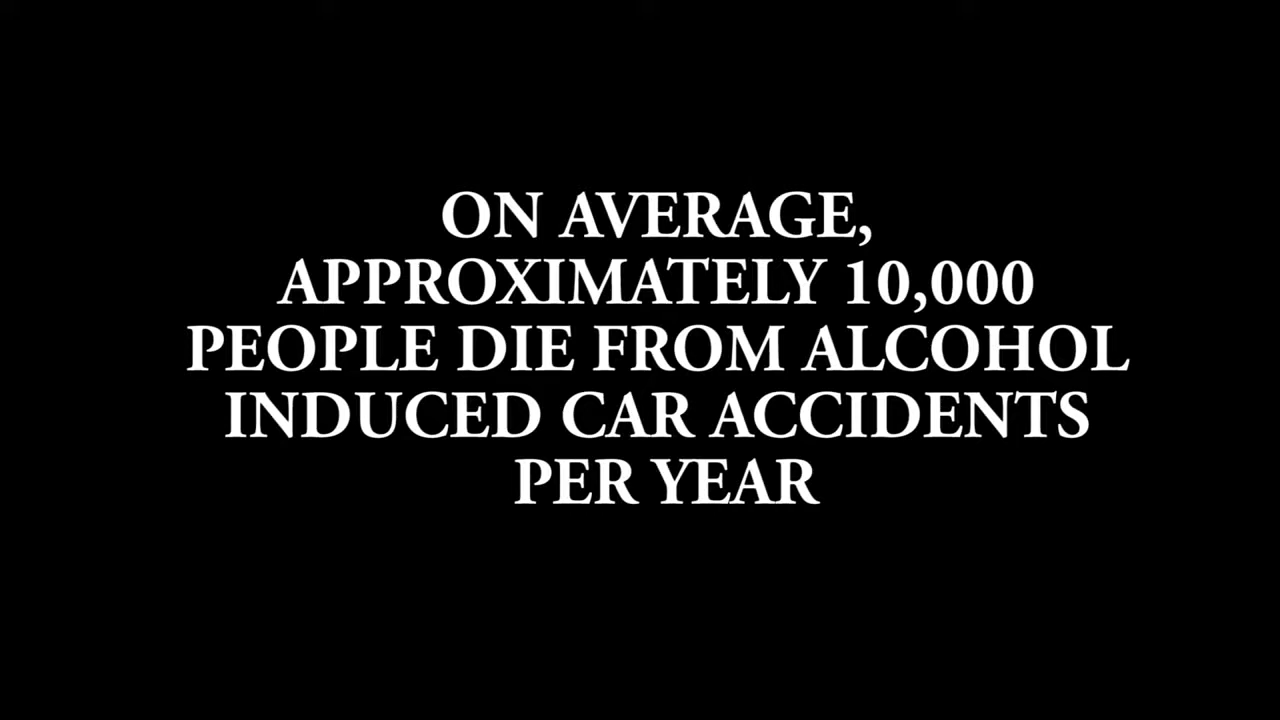 ON AVERAGE,
APPROXIMATELY 10,000
PEOPLE DIE FROM ALCOHOL
INDUCED CAR ACCIDENTS
PER YEAR